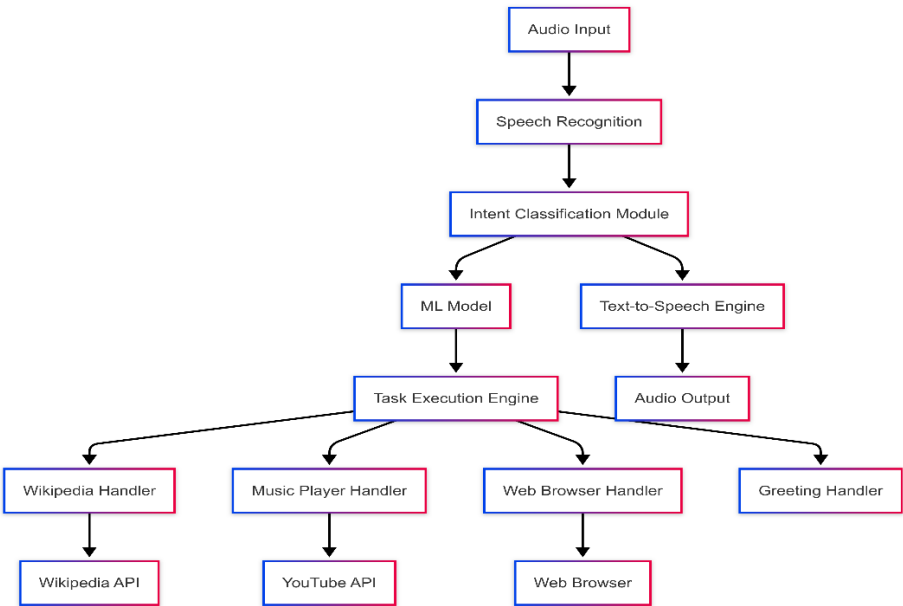 Audio Input
Speech Recognition
Intent Classification Module
ML Model
Text-to-Speech Engine
Task Execution Engine
Audio Output
Wikipedia Handler
Music Player Handler
Web Browser Handler
Greeting Handler
Wikipedia API
YouTube API
Web Browser